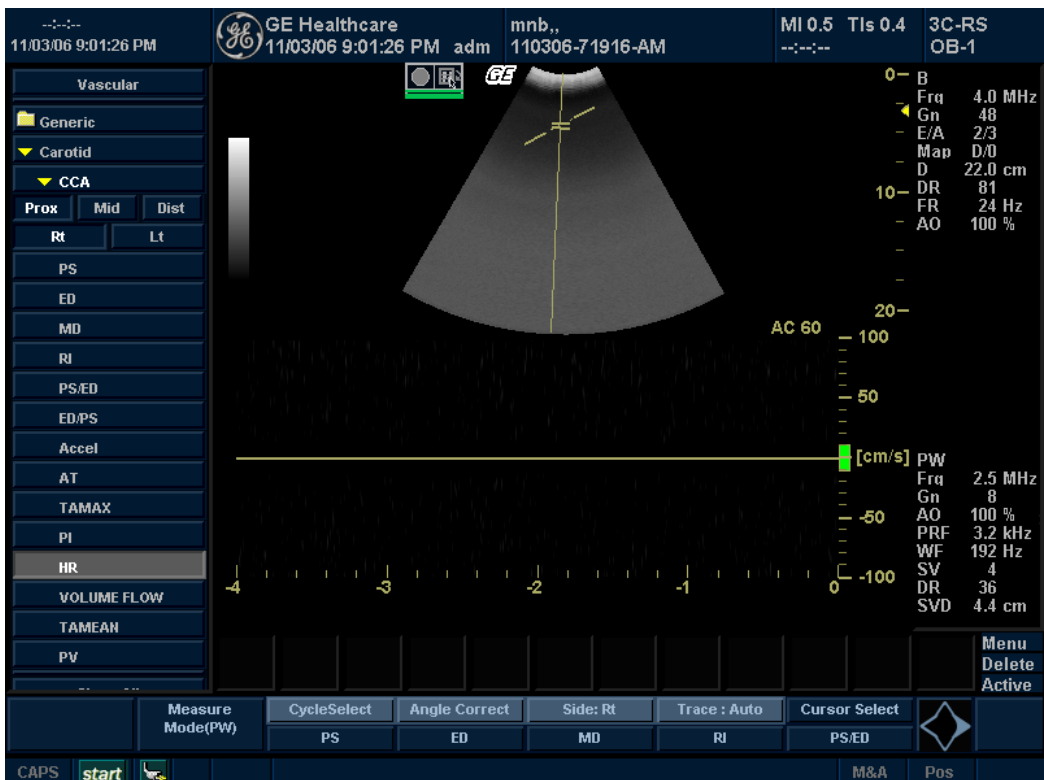 --:--:--
11/03/06 9:01:26 PM
GE
GE Healthcare
11/03/06 9:01:26 PM adm
mnb,,
110306-71916-AM
MI 0.5 TIs 0.4
--:--:--
3C-RS
OB-1
Vascular
Generic
Carotid
CCA
Prox Mid Dist
Rt Lt
PS
ED
MD
RI
PS/ED
ED/PS
Accel
AT
TAMAX
PI
HR
VOLUME FLOW
TAMEAN
PV
GE
0
10
20
B
Frq 4.0 MHz
Gn 48
E/A 2/3
Map D/0
D 22.0 cm
DR 81
FR 24 Hz
AO 100 %
AC 60
100
50
[cm/s]
-50
-100
-4 -3 -2 -1 0
PW
Frq 2.5 MHz
Gn 8
AO 100 %
PRF 3.2 kHz
WF 192 Hz
SV 4
DR 36
SVD 4.4 cm
Menu
Delete
Active
Measure
Mode(PW)
CycleSelect Angle Correct Side: Rt Trace : Auto Cursor Select
PS ED MD RI PS/ED
CAPS start M&A Pos